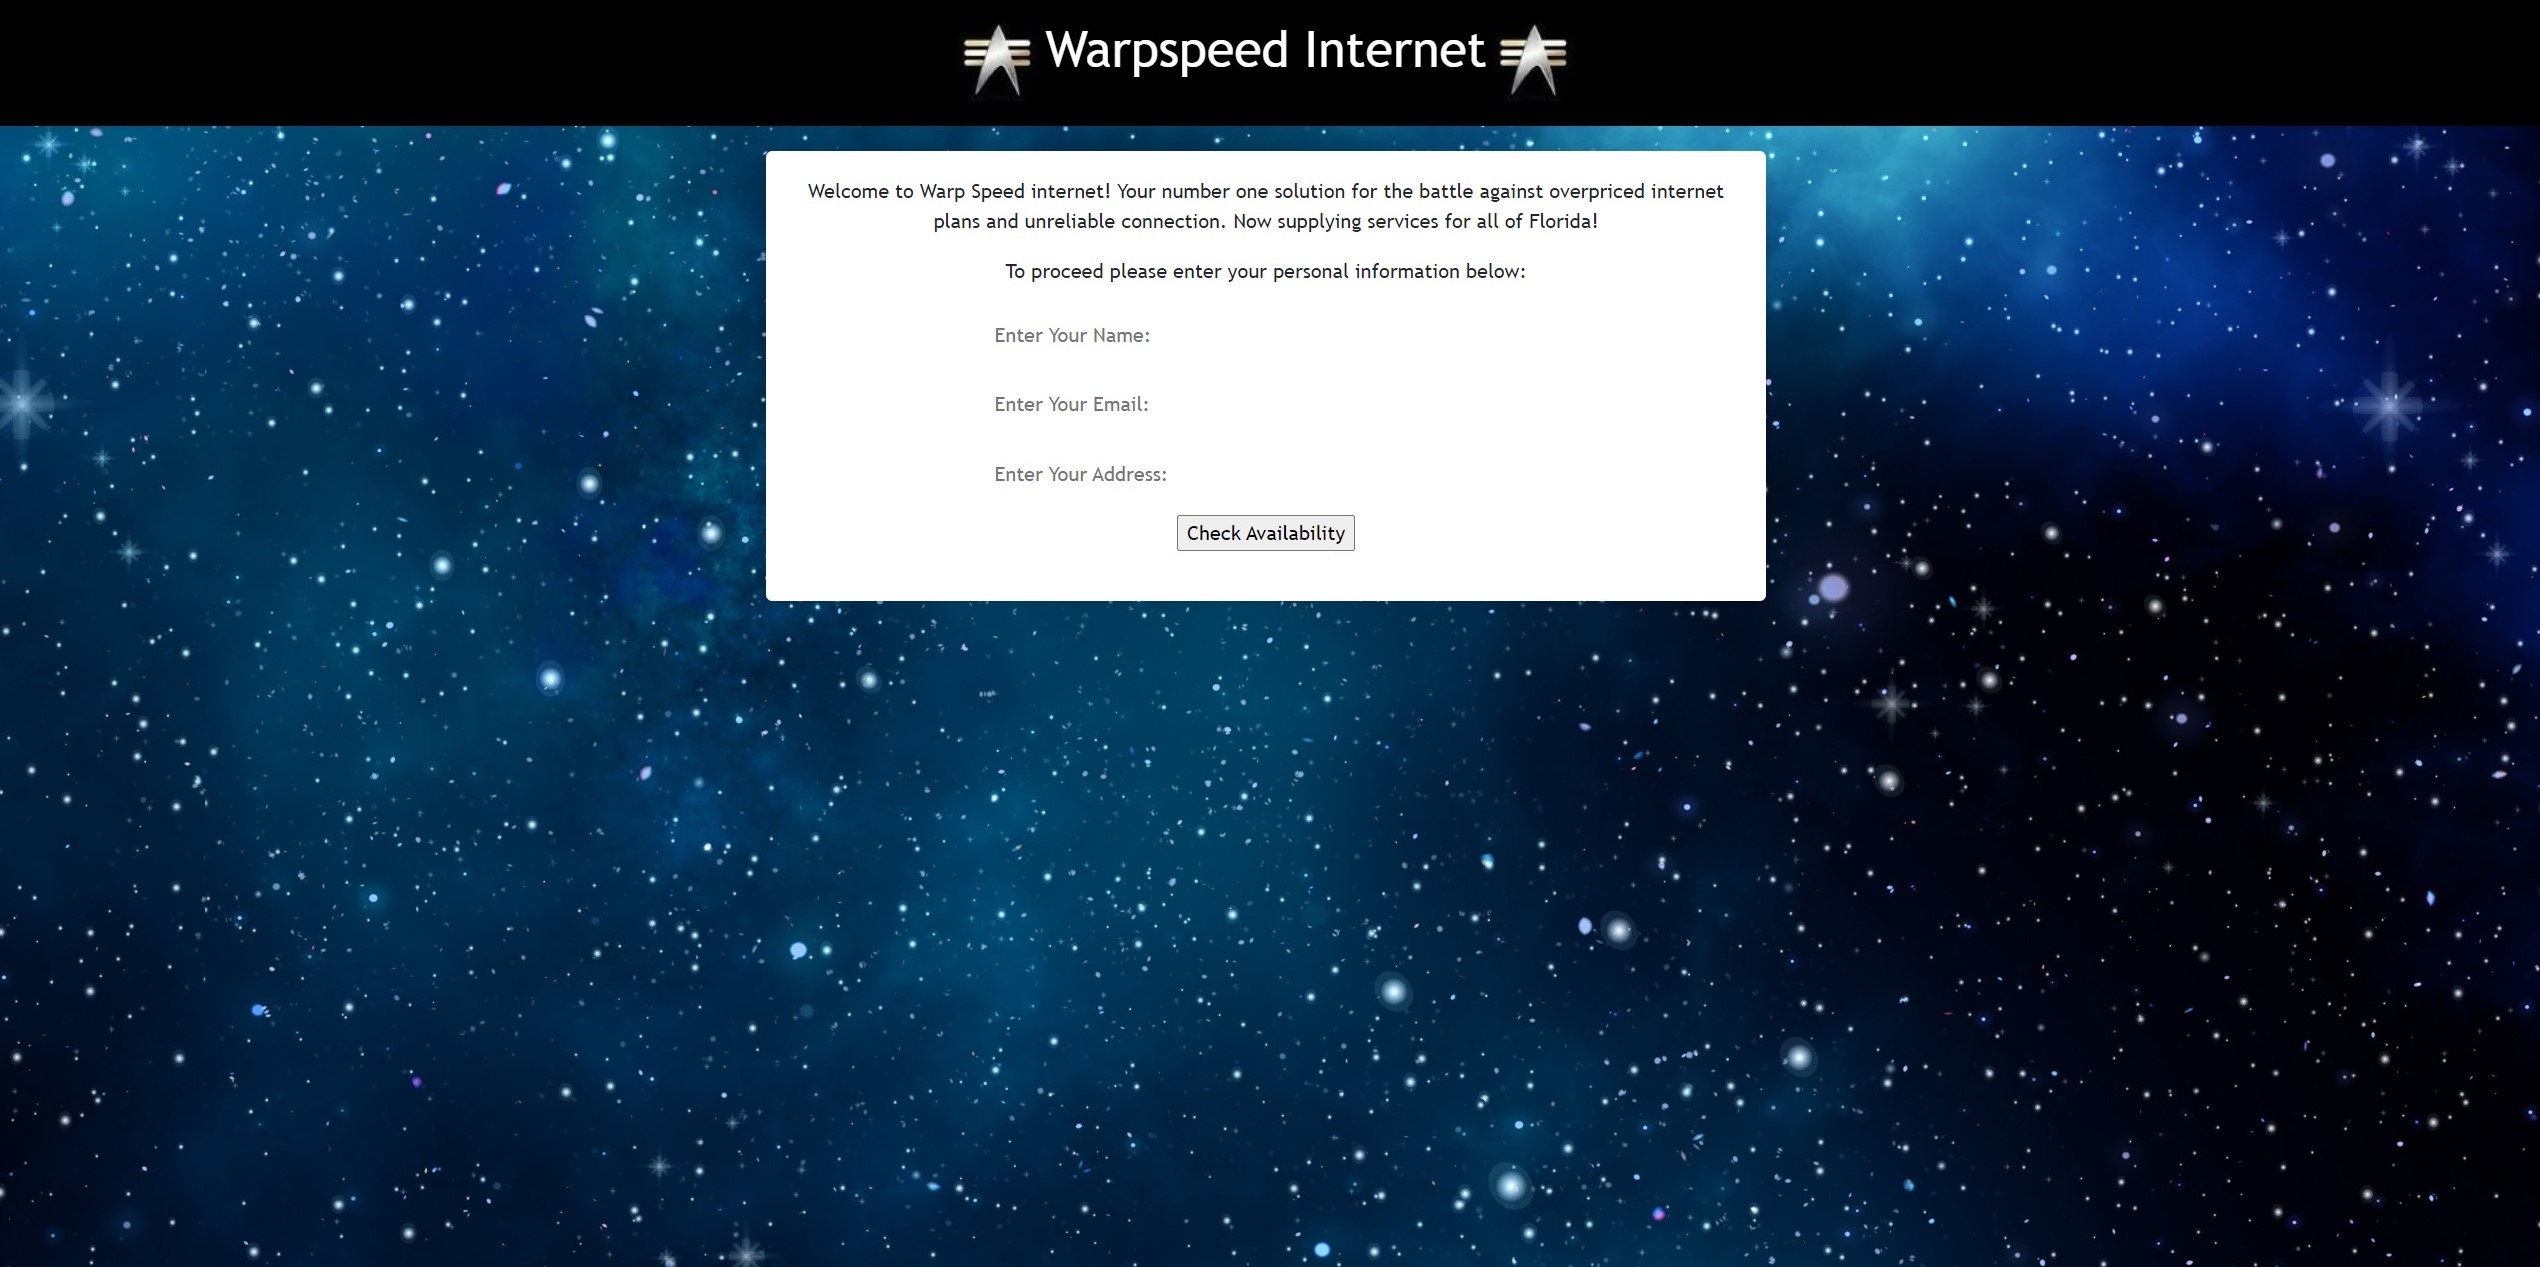 Warpspeed Internet
Welcome to Warp Speed internet! Your number one solution for the battle against overpriced internet
plans and unreliable connection. Now supplying services for all of Florida!
To proceed please enter your personal information below:
Enter Your Name:
Enter Your Email:
Enter Your Address:
Check Availability